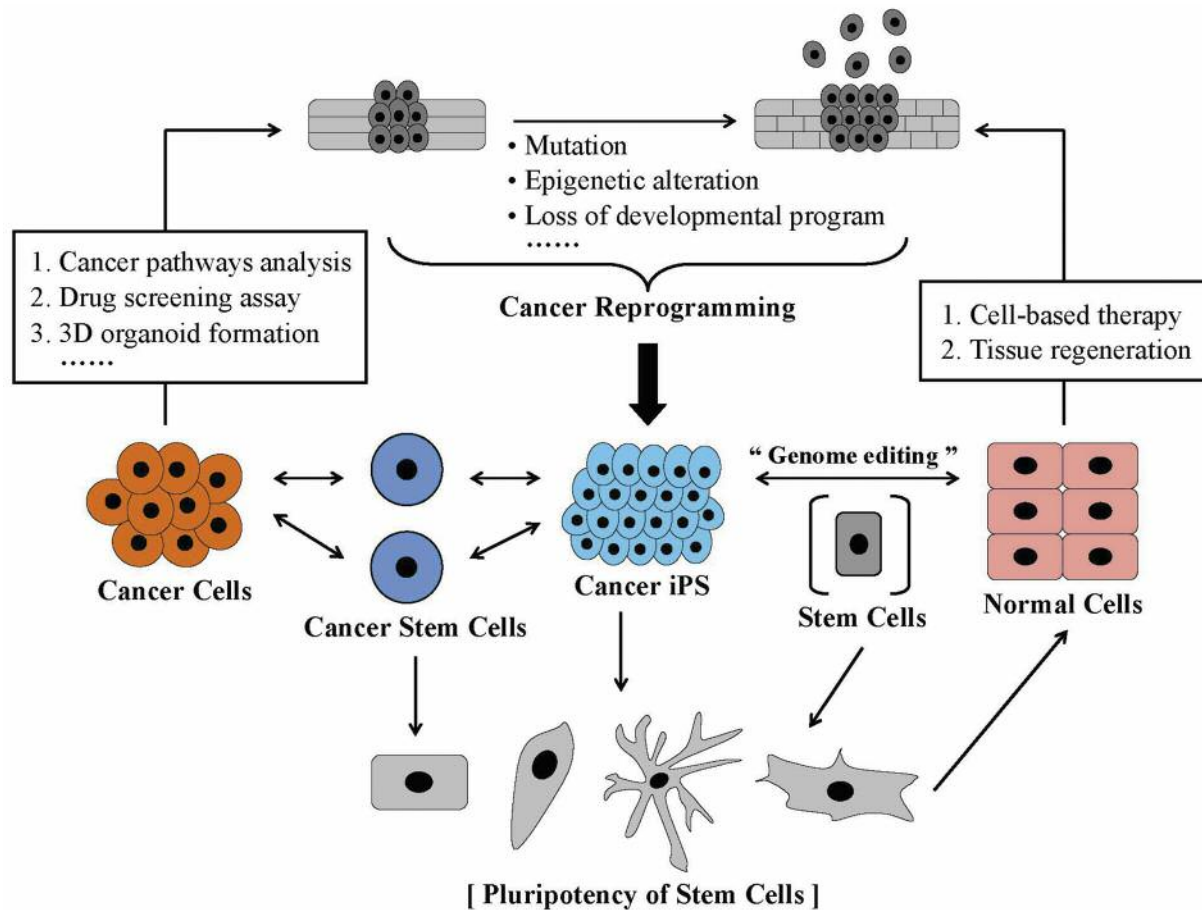 • Mutation
• Epigenetic alteration
• Loss of developmental program
……
1. Cancer pathways analysis
2. Drug screening assay
3. 3D organoid formation
……
Cancer Reprogramming
1. Cell-based therapy
2. Tissue regeneration
“ Genome editing ”
Cancer Cells
Cancer Stem Cells
Cancer iPS
Stem Cells
Normal Cells
[ Pluripotency of Stem Cells ]